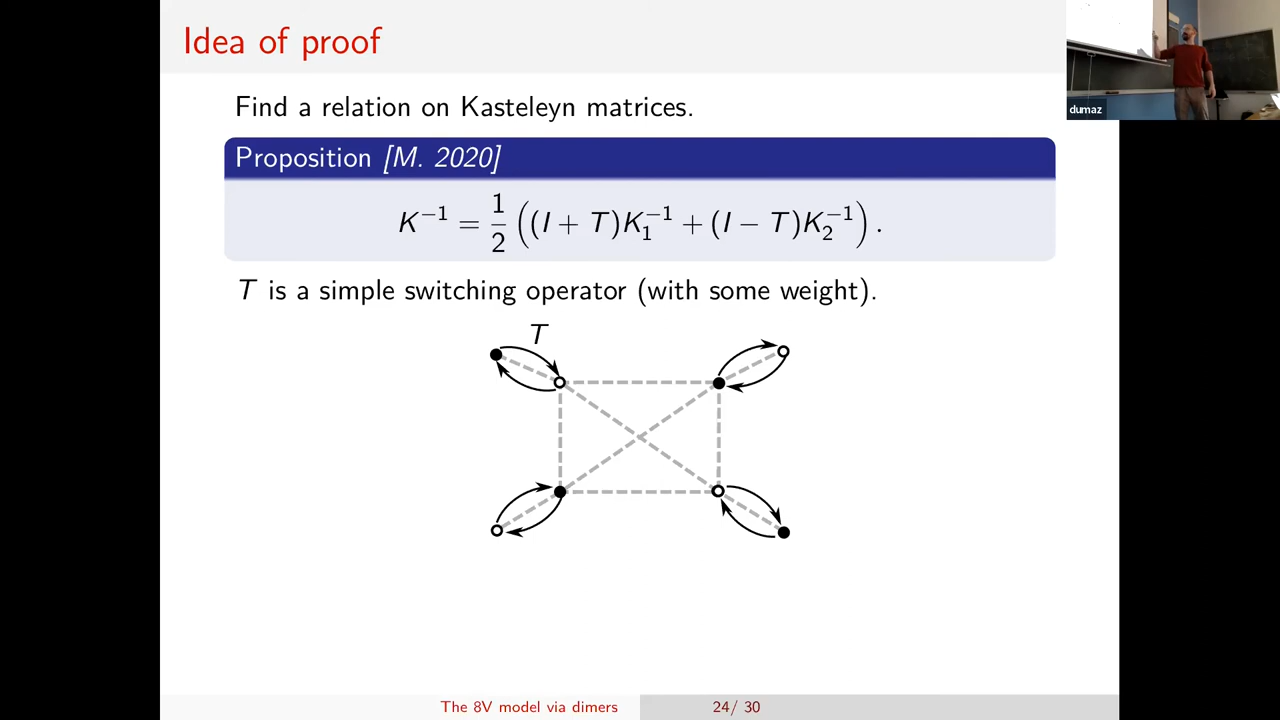 Idea of proof
Find a relation on Kasteleyn matrices.
Proposition [M. 2020]
K⁻¹ = 1/2 ((I + T)K₁⁻¹ + (I − T)K₂⁻¹).
T is a simple switching operator (with some weight).
T
The 8V model via dimers 24/ 30
dumaz